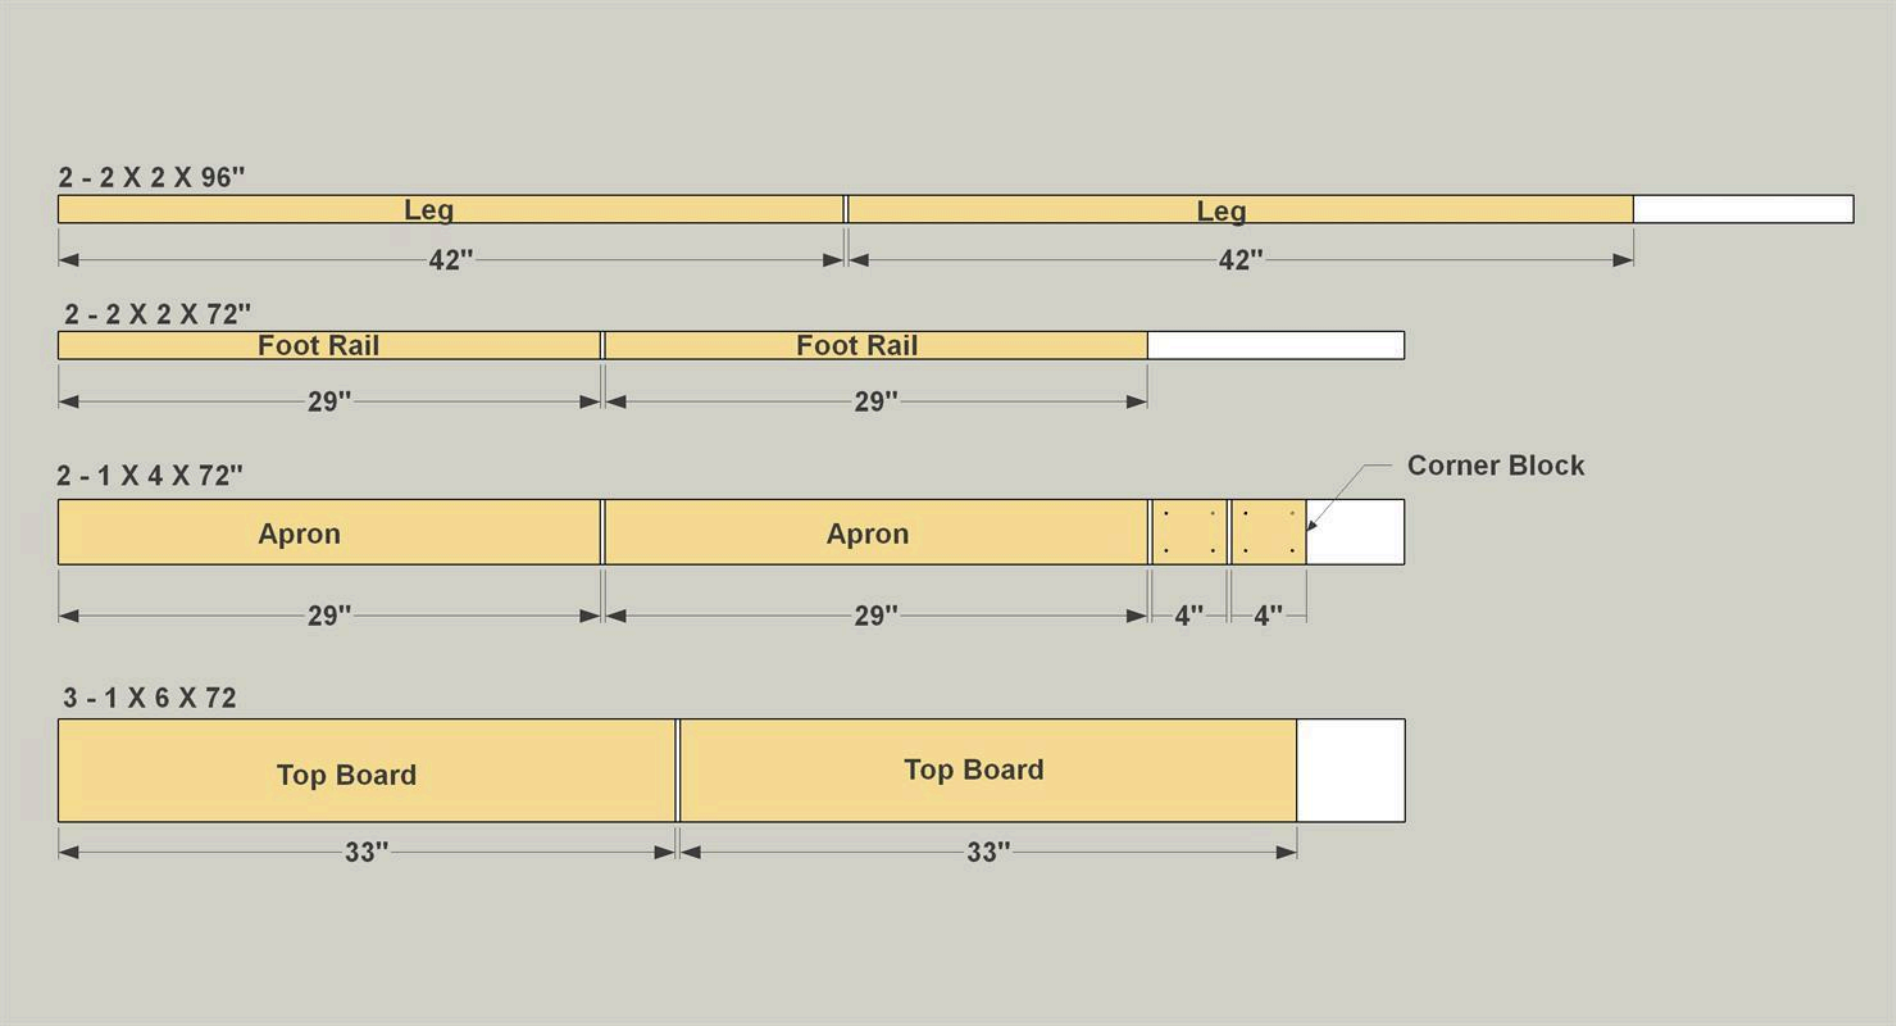 2 - 2 X 2 X 96"
Leg Leg
42" 42"
2 - 2 X 2 X 72"
Foot Rail Foot Rail
29" 29"
2 - 1 X 4 X 72"
Corner Block
Apron Apron
29" 29" 4" 4"
3 - 1 X 6 X 72
Top Board Top Board
33" 33"